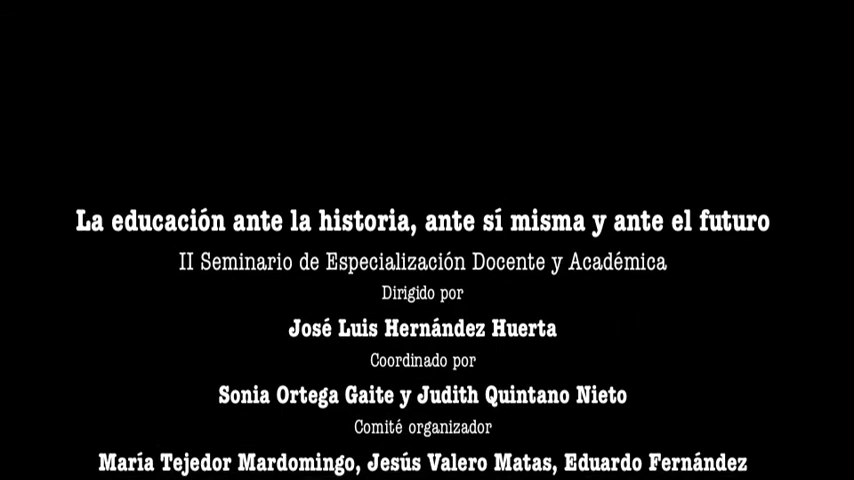 La educación ante la historia, ante sí misma y ante el futuro
II Seminario de Especialización Docente y Académica
Dirigido por
José Luis Hernández Huerta
Coordinado por
Sonia Ortega Gaite y Judith Quintano Nieto
Comité organizador
María Tejedor Mardomingo, Jesús Valero Matas, Eduardo Fernández